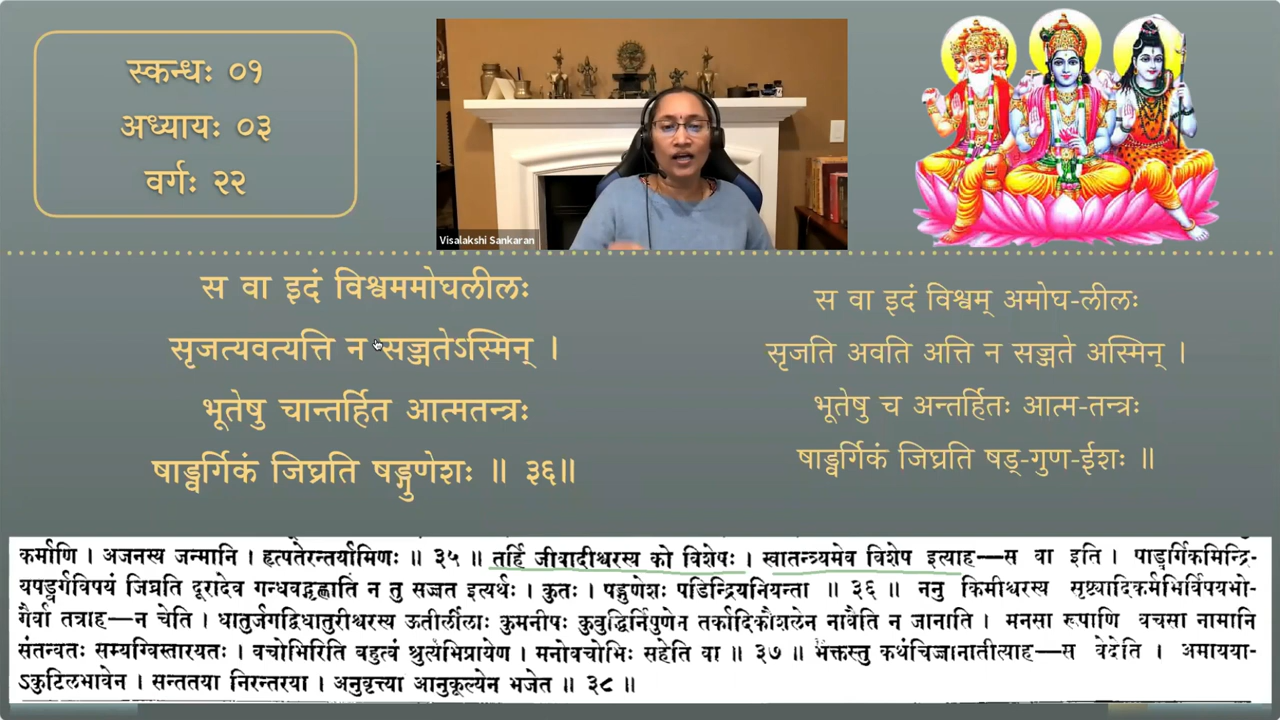 स्कन्धः ०१
अध्यायः ०३
वर्गः २२
Visalakshi Sankaran
स वा इदं विश्वममोघलीलः
सृजत्यवत्यत्ति न सज्जतेऽस्मिन् ।
भूतेषु चान्तर्हित आत्मतन्त्रः
षाड्वर्गिकं जिघ्रति षड्गुणेशः ॥ ३६॥
स वा इदं विश्वम् अमोघ-लीलः
सृजति अवति अत्ति न सज्जते अस्मिन् ।
भूतेषु च अन्तर्हितः आत्म-तन्त्रः
षाड्वर्गिकं जिघ्रति षड्-गुण-ईशः ॥
कर्माणि । अजनस्य जन्मानि । हृत्पतेरन्तर्यामिणः ॥ ३५ ॥ तर्हि जीवादीश्वरस्य को विशेषः । स्वातन्त्र्यमेव विशेष इत्याह—स वा इति । षाड्वर्गिकमिन्द्रि-
यषड्वर्गविषयं जिघ्रति दूरादेव गन्धवद्गृह्णाति न तु सज्जत इत्यर्थः । कुतः । षड्गुणेशः षडिन्द्रियनियन्ता ॥ ३६ ॥ ननु किमीश्वरस्य सृष्ट्यादिकर्मभिर्विषयभो-
गैर्वा तत्राह—न चेति । धातुर्जगद्विधातुरीश्वरस्य ऊतीर्लीलाः कुमनीषः कुबुद्धिर्निपुणेन तर्कादिकौशलेन नावैति न जानाति । मनसा रूपाणि वचसा नामानि
संतन्वतः सम्यग्विस्तारयतः । वचोभिरिति बहुत्वं श्रुत्यभिप्रायेण । मनोवचोभिः सहेति वा ॥ ३७ ॥ भक्तस्तु कथंचिज्जानातीत्याह—स वेदेति । अमायया-
ऽकुटिलभावेन । सन्ततया निरन्तरया । अनुवृत्त्या आनुकूल्येन भजेत ॥ ३८ ॥